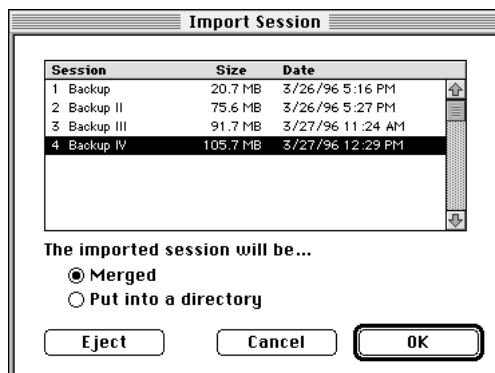 Import Session
Session Size Date
1 Backup 20.7 MB 3/26/96 5:16 PM
2 Backup II 75.6 MB 3/26/96 5:27 PM
3 Backup III 91.7 MB 3/27/96 11:24 AM
4 Backup IV 105.7 MB 3/27/96 12:29 PM
The imported session will be...
Merged
Put into a directory
Eject Cancel OK